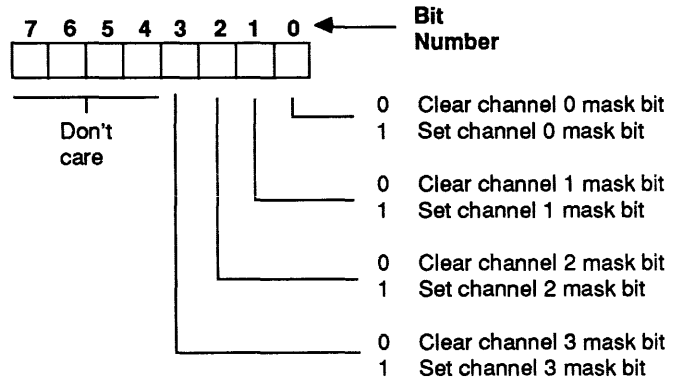 7 6 5 4 3 2 1 0
Bit
Number
Don't
care
0 Clear channel 0 mask bit
1 Set channel 0 mask bit
0 Clear channel 1 mask bit
1 Set channel 1 mask bit
0 Clear channel 2 mask bit
1 Set channel 2 mask bit
0 Clear channel 3 mask bit
1 Set channel 3 mask bit